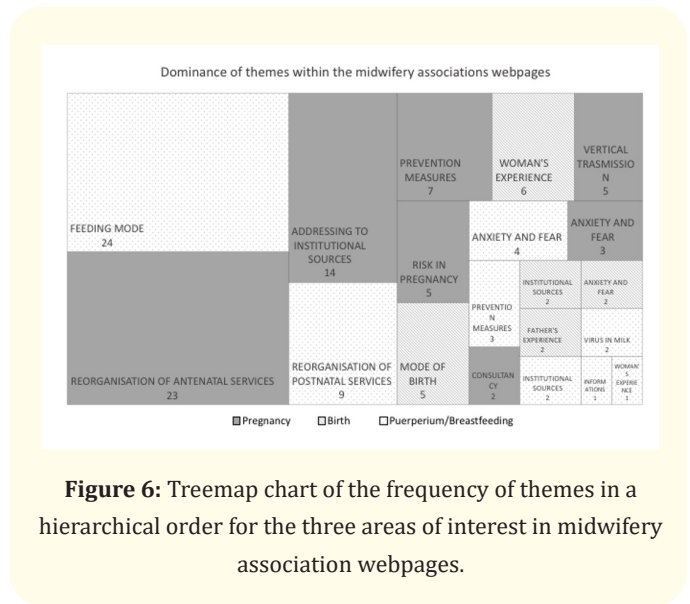 Dominance of themes within the midwifery associations webpages
FEEDING MODE
24
REORGANISATION OF ANTENATAL SERVICES
23
ADDRESSING TO
INSTITUTIONAL
SOURCES
14
REORGANISATION OF
POSTNATAL SERVICES
9
PREVENTION
MEASURES
7
WOMAN'S
EXPERIENCE
6
VERTICAL
TRASMISSIO
N
5
RISK IN
PREGNANCY
5
MODE OF
BIRTH
5
ANXIETY AND FEAR
4
ANXIETY AND
FEAR
3
PREVENTIO
N
MEASURES
3
CONSULTAN
CY
2
INSTITUTIONAL
SOURCES
2
ANXIETY AND
FEAR
2
FATHER'S
EXPERIENCE
2
VIRUS IN MILK
2
INSTITUTIONAL
SOURCES
2
INFORM
ATIONS
1
WOMAN'
S
EXPERIE
NCE
1
Pregnancy Birth Puerperium/Breastfeeding
Figure 6: Treemap chart of the frequency of themes in a
hierarchical order for the three areas of interest in midwifery
association webpages.